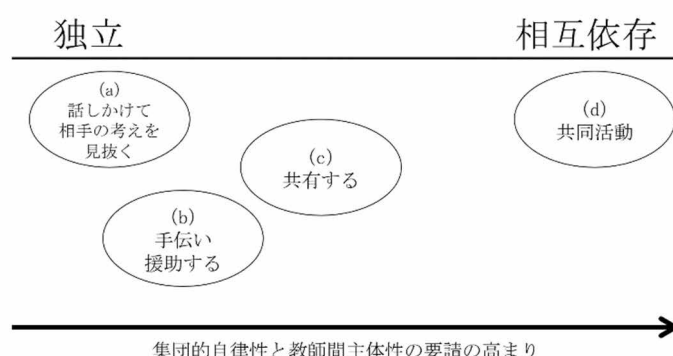 独立
相互依存
(a)
話しかけて
相手の考えを
見抜く
(b)
手伝い
援助する
(c)
共有する
(d)
共同活動
集団的自律性と教師間主体性の要請の高まり